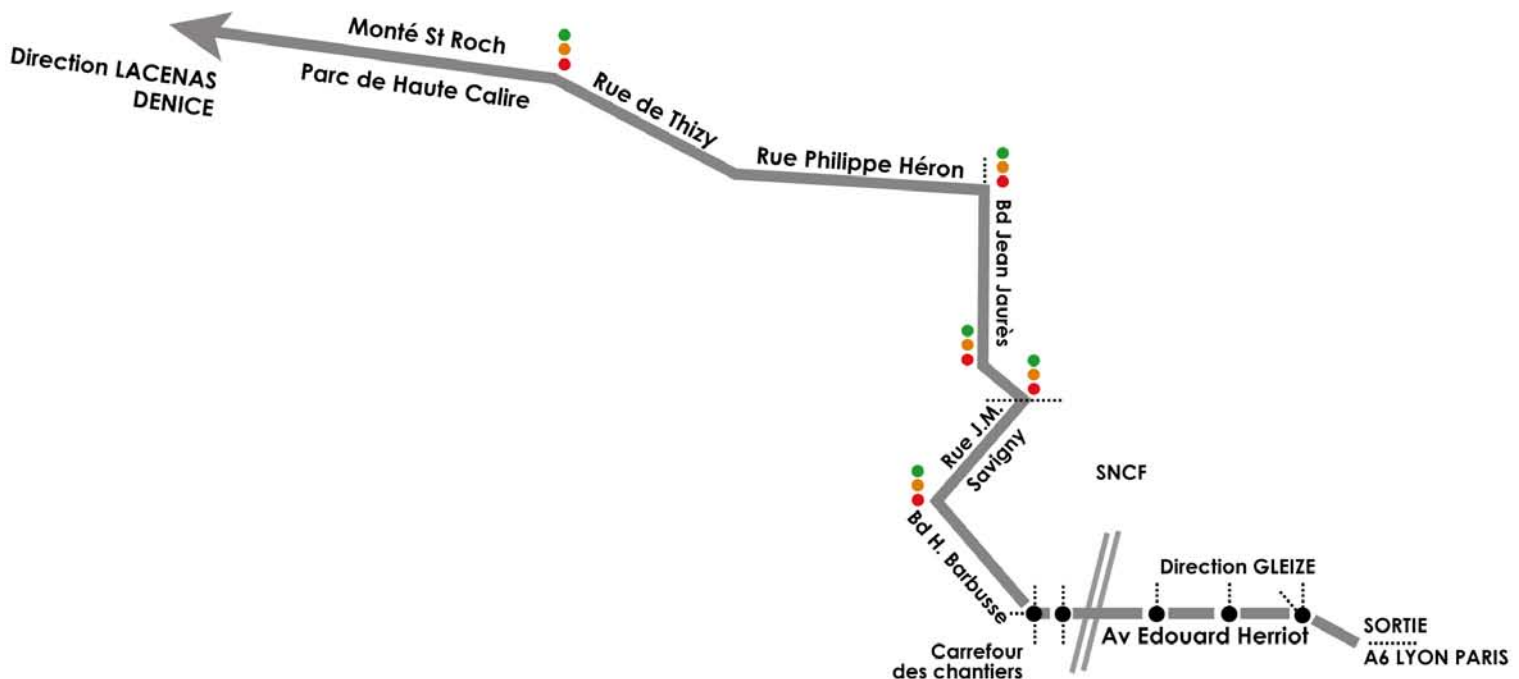 Monté St Roch
Direction LACENAS
DENICE
Parc de Haute Calire
Rue de Thizy
Rue Philippe Héron
Bd Jean Jaurès
Rue J.M.
Savigny
SNCF
Bd H. Barbusse
Direction GLEIZE
Av Edouard Herriot
Carrefour
des chantiers
SORTIE
A6 LYON PARIS